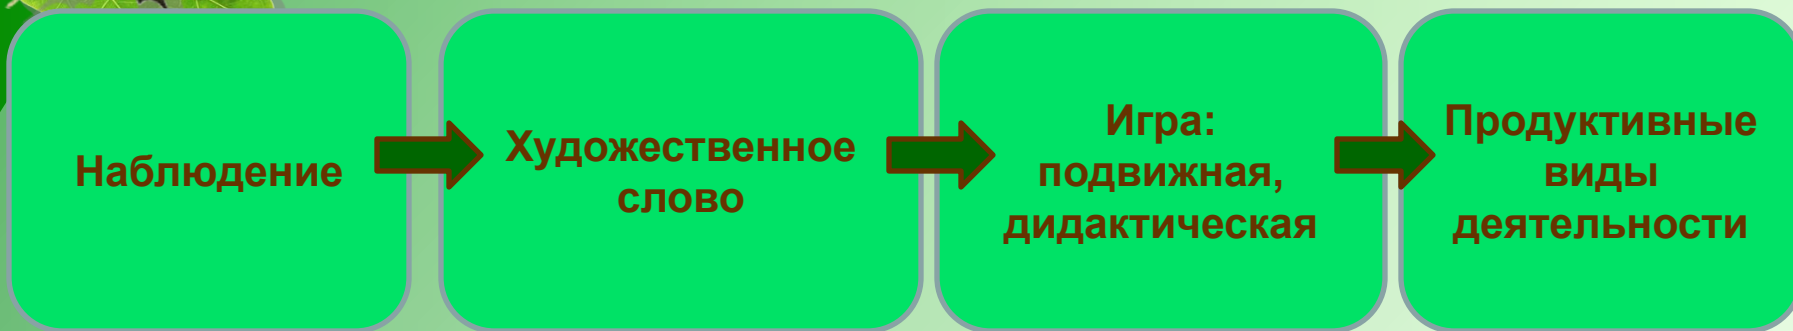 Наблюдение
Художественное
слово
Игра:
подвижная,
дидактическая
Продуктивные
виды
деятельности